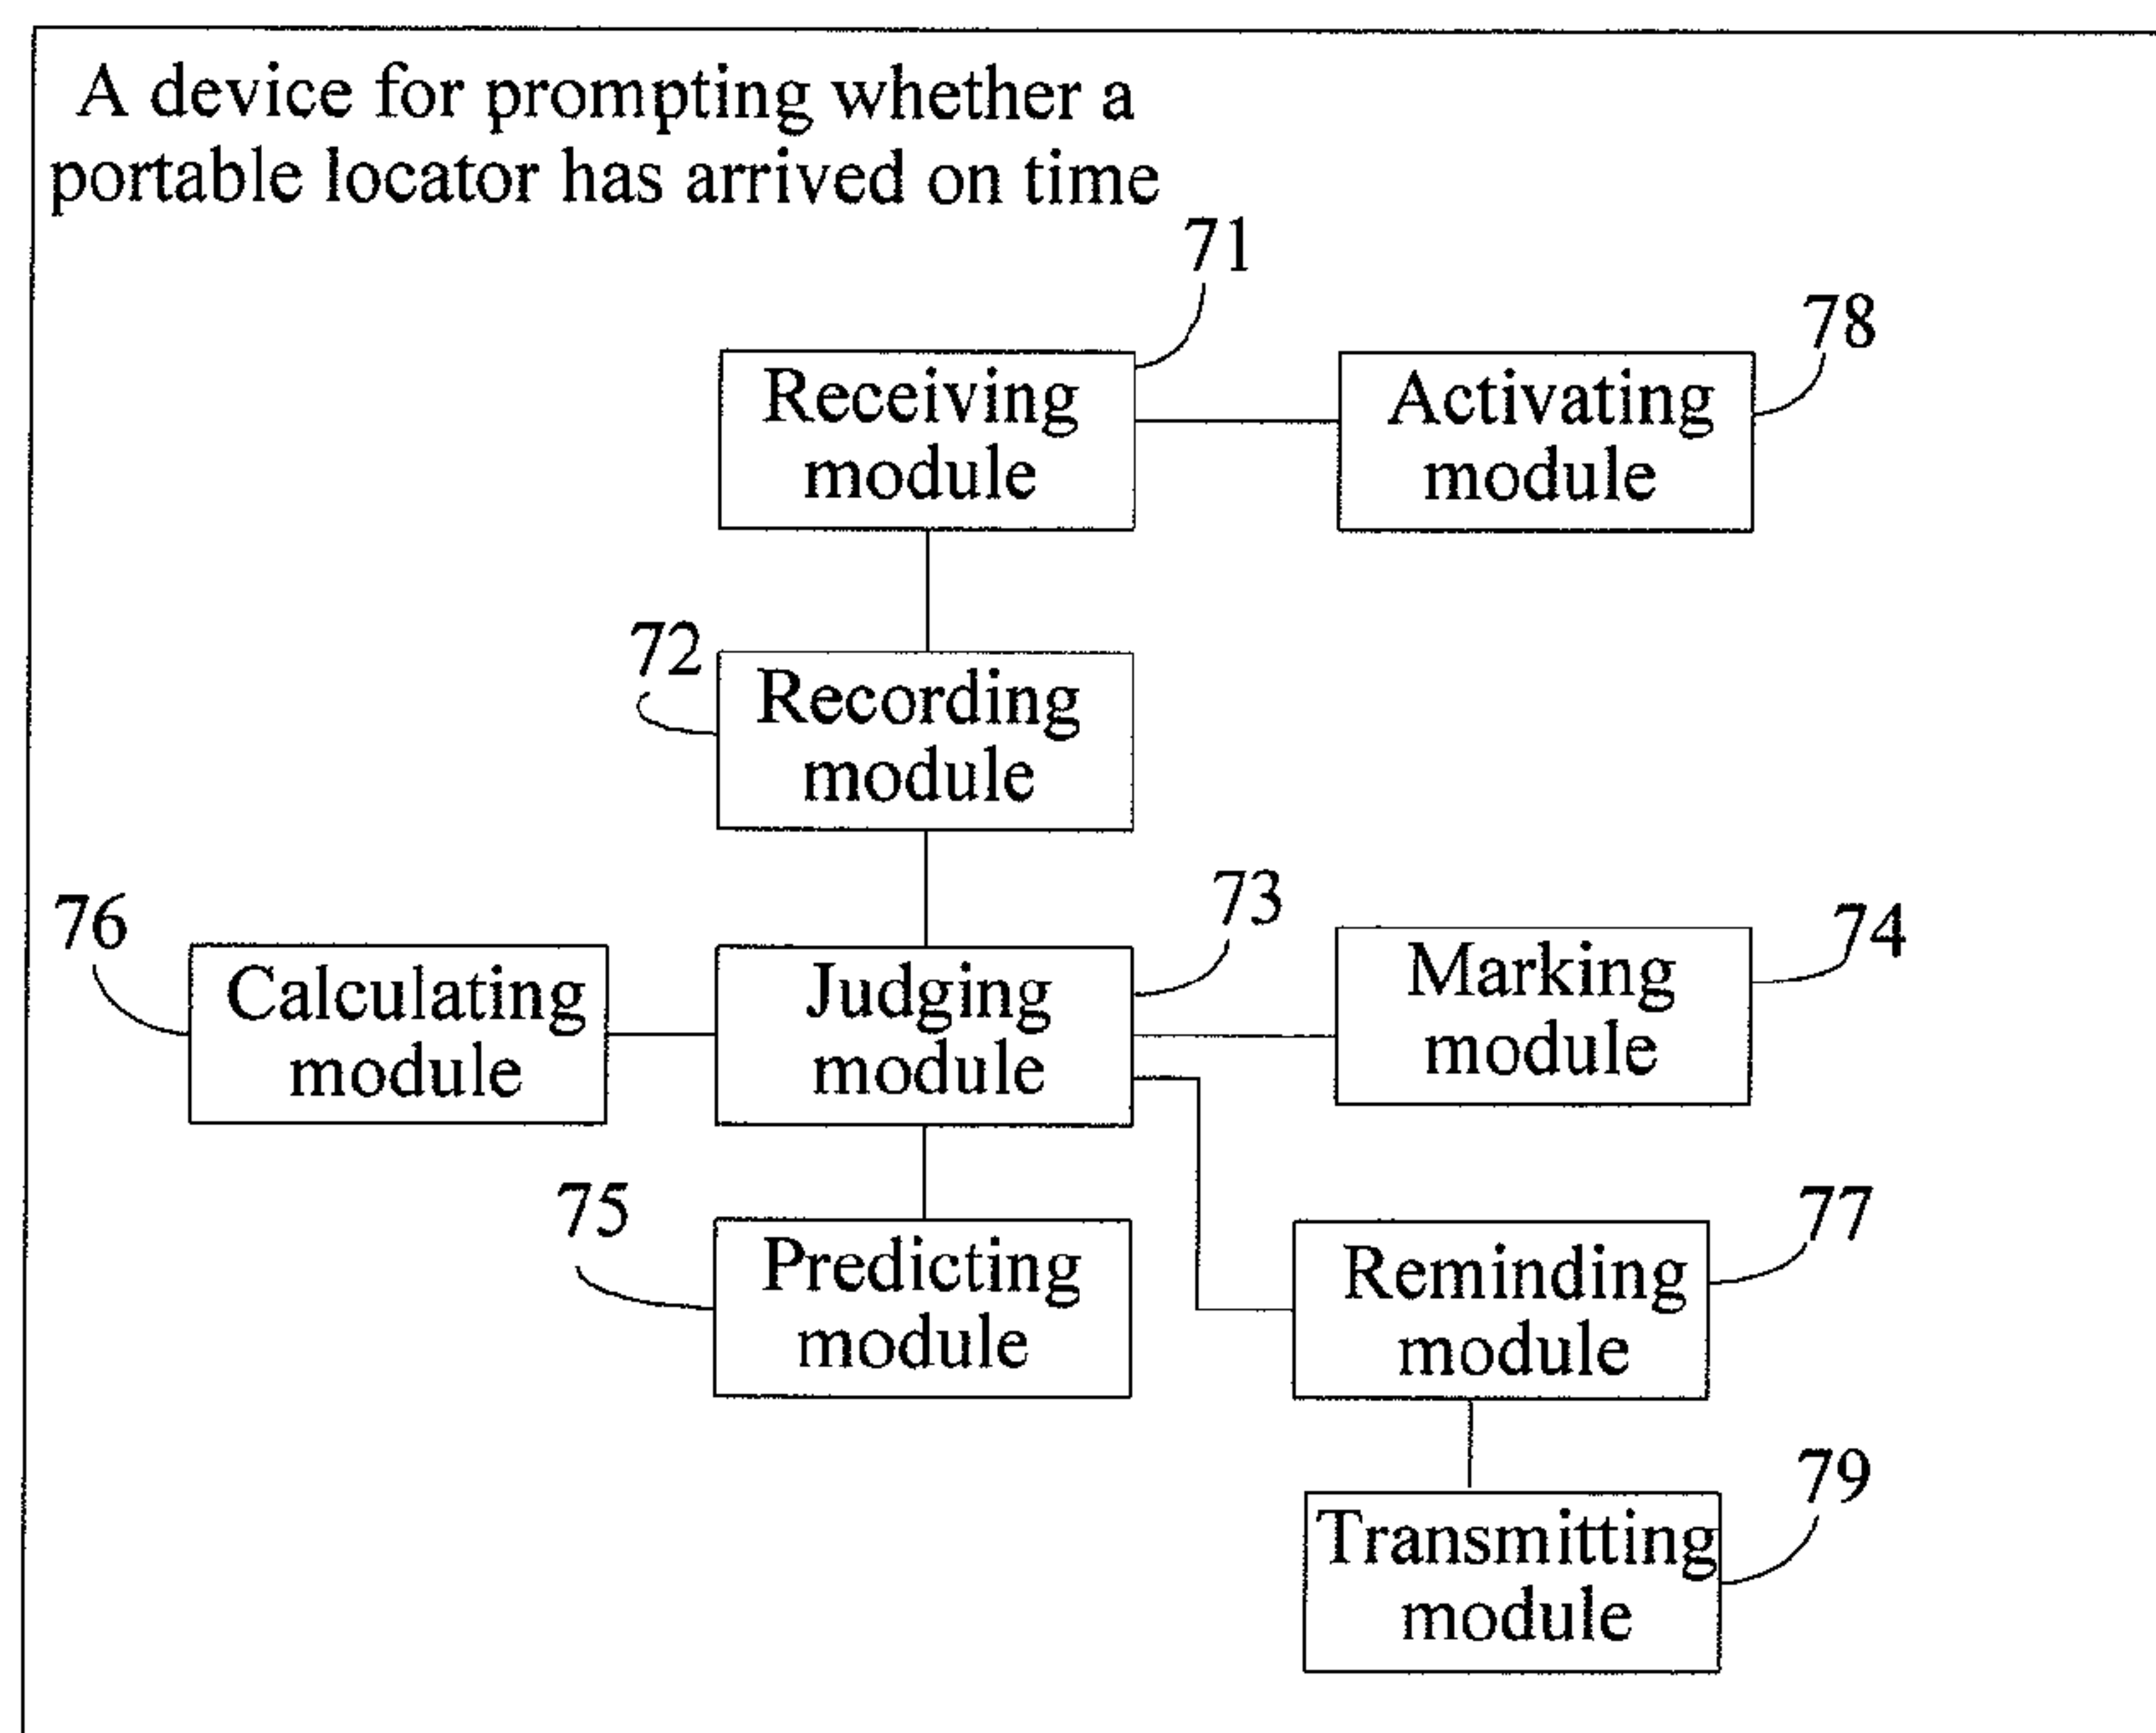 A device for prompting whether a
portable locator has arrived on time
71
78
Receiving
module
Activating
module
72
Recording
module
76
73
74
Calculating
module
Judging
module
Marking
module
75
77
Predicting
module
Reminding
module
79
Transmitting
module